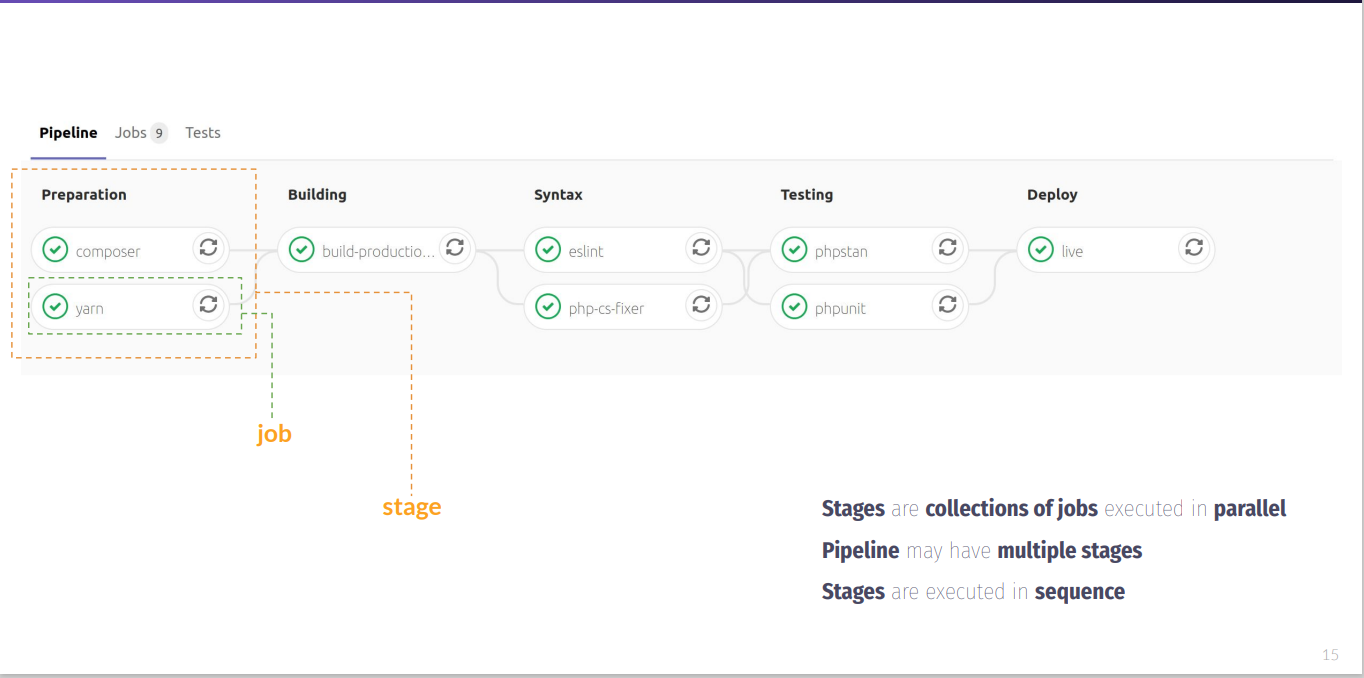 Pipeline Jobs 9 Tests
Preparation Building Syntax Testing Deploy
composer build-productio... eslint phpstan live
yarn php-cs-fixer phpunit
job
stage
Stages are collections of jobs executed in parallel
Pipeline may have multiple stages
Stages are executed in sequence
15